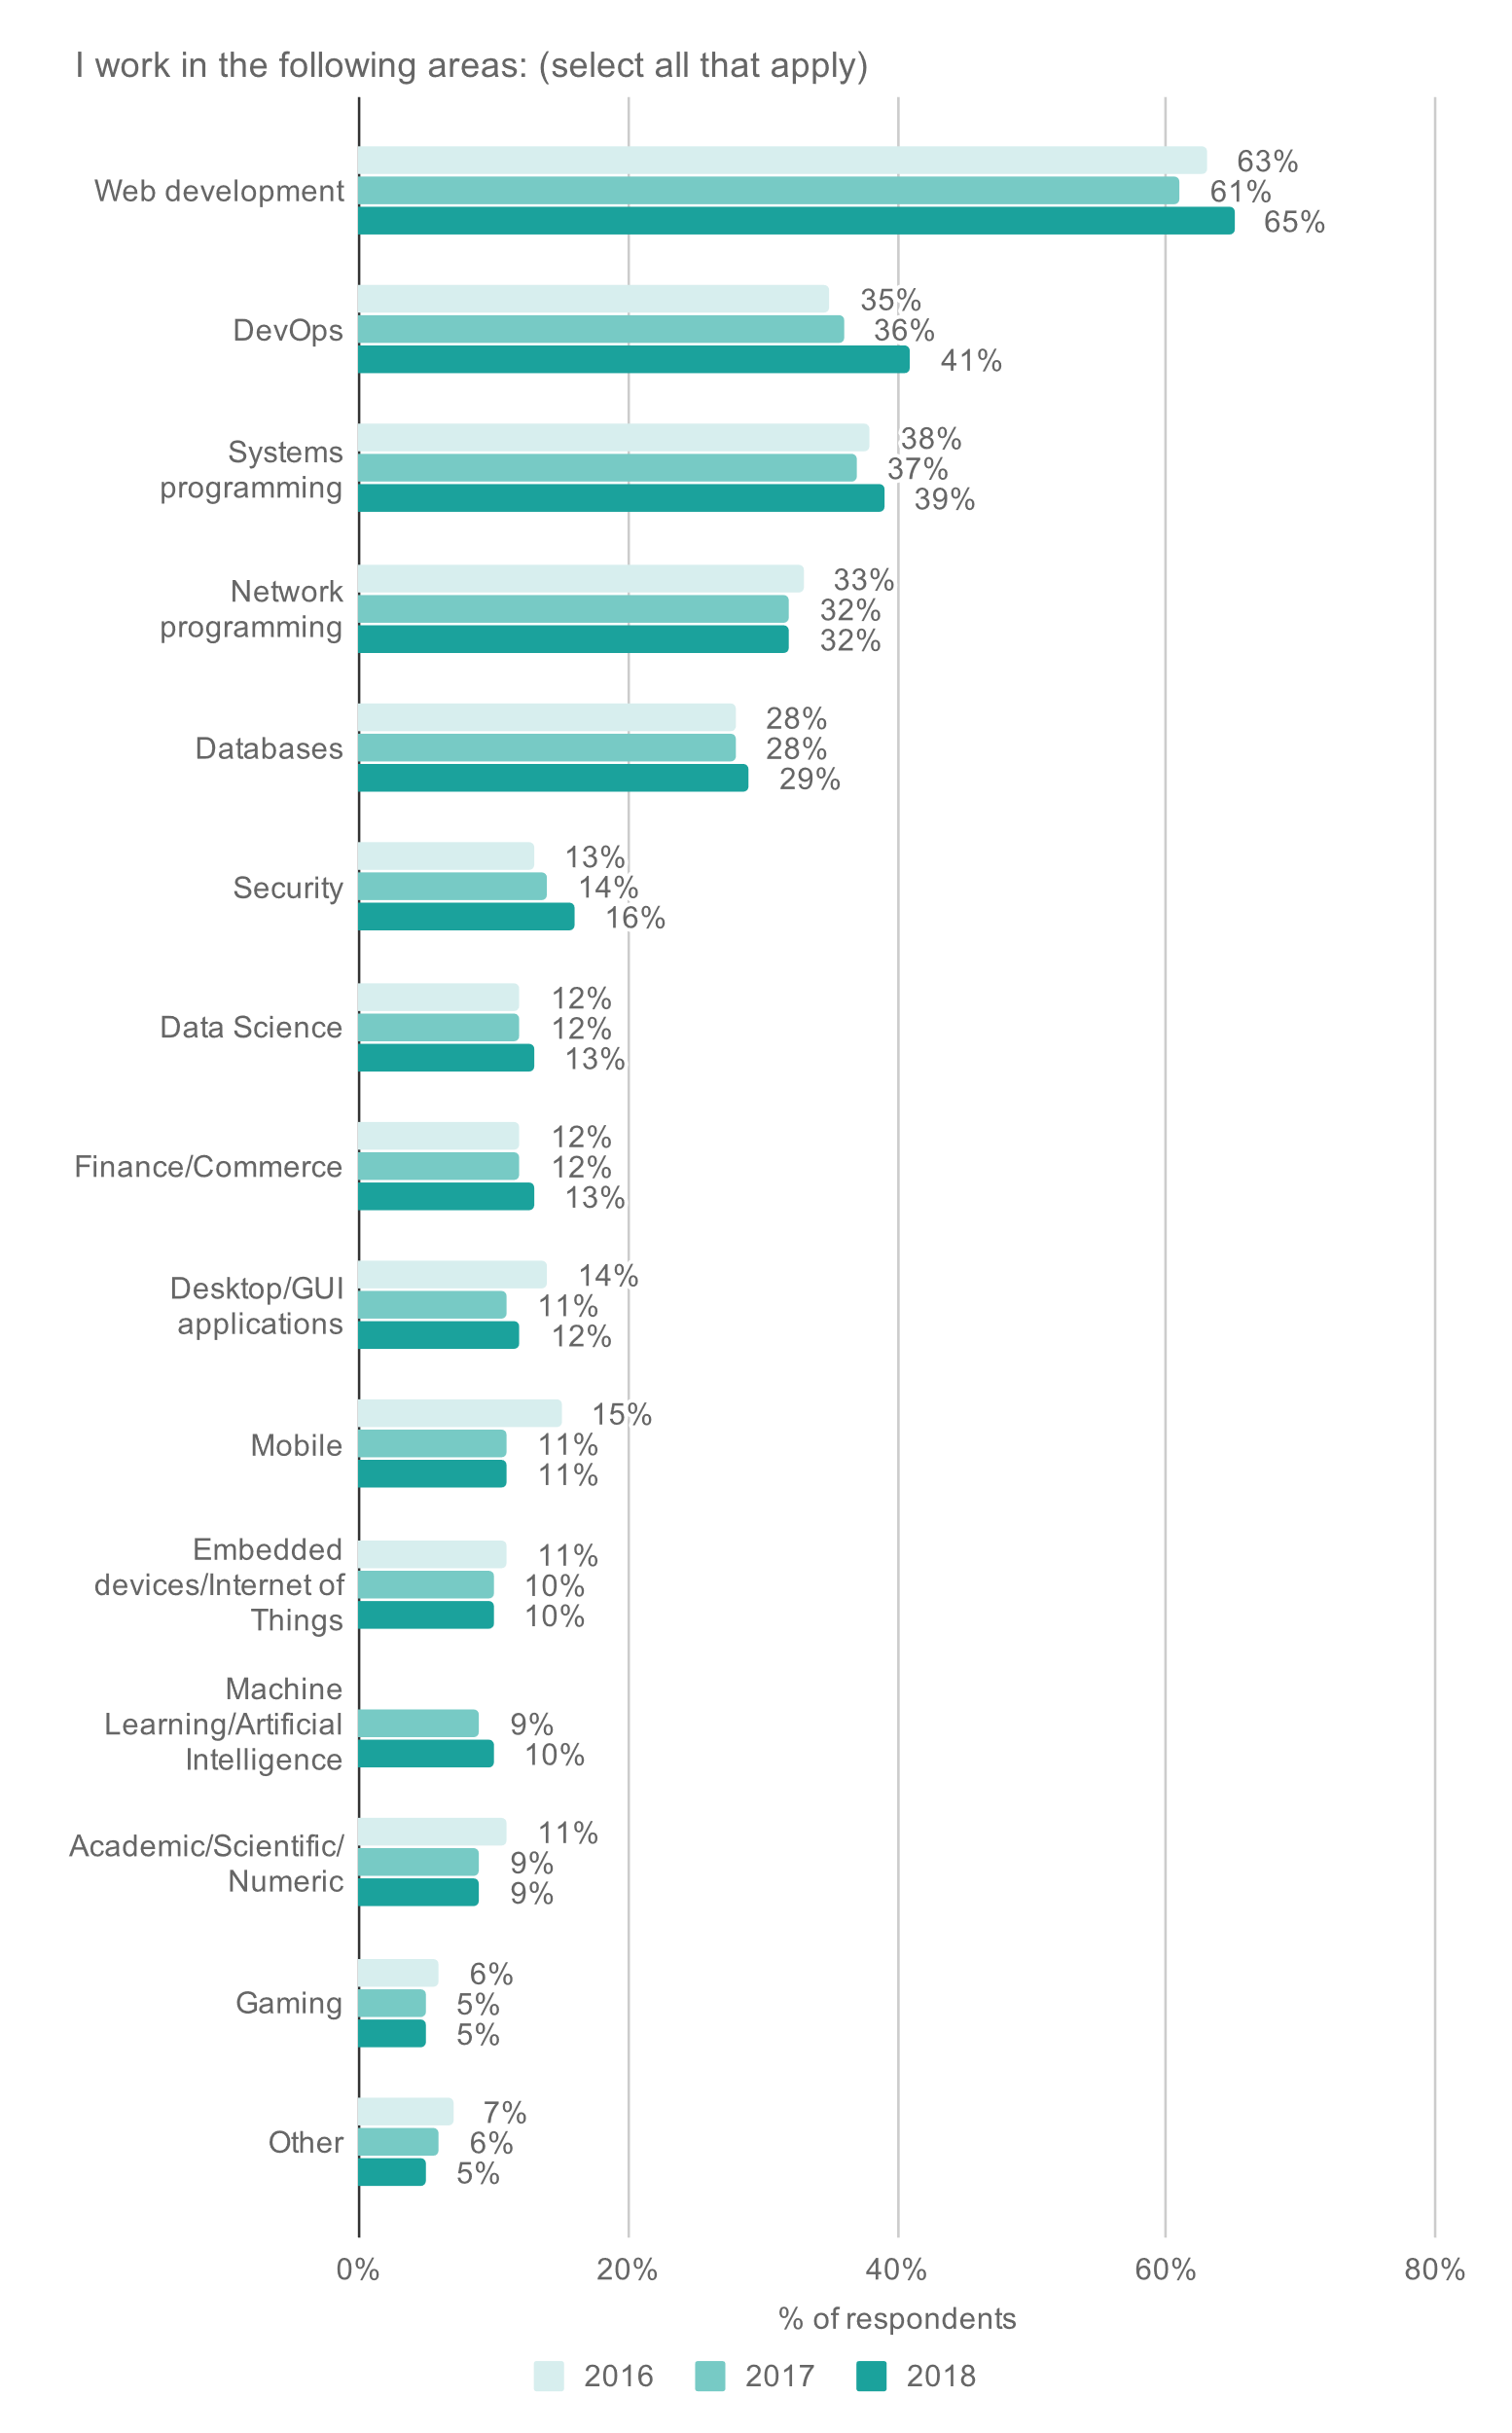 I work in the following areas: (select all that apply)
63%
Web development
61%
65%
35%
DevOps
36%
41%
38%
Systems
programming
37%
39%
33%
Network
programming
32%
32%
28%
Databases
28%
29%
13%
Security
14%
16%
12%
Data Science
12%
13%
12%
Finance/Commerce
12%
13%
14%
Desktop/GUI
applications
11%
12%
15%
Mobile
11%
11%
Embedded
devices/Internet of
Things
11%
10%
10%
Machine
Learning/Artificial
Intelligence
9%
10%
11%
Academic/Scientific/
Numeric
9%
9%
6%
Gaming
5%
5%
7%
Other
6%
5%
0% 20% 40% 60% 80%
% of respondents
2016 2017 2018